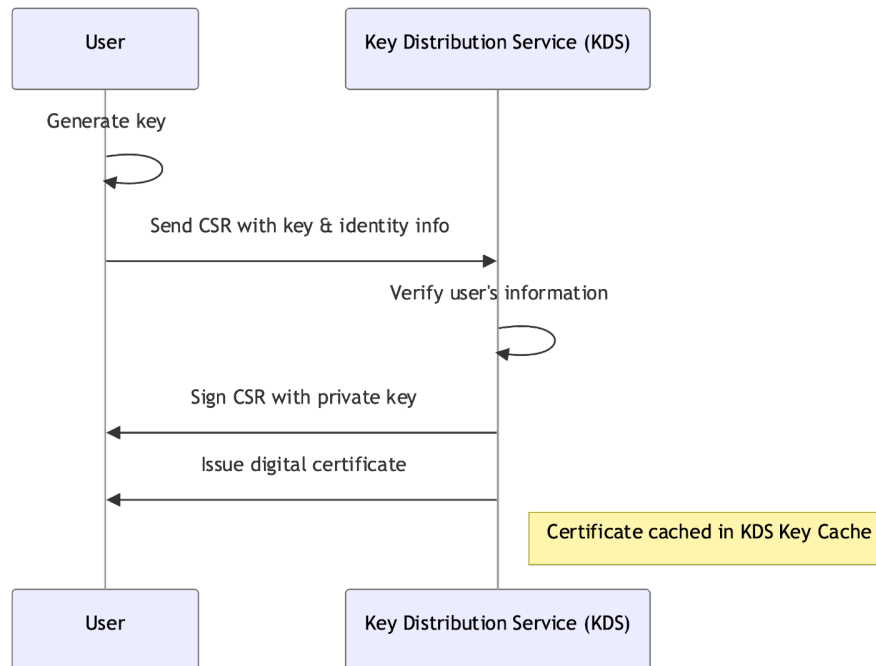 User
Key Distribution Service (KDS)
Generate key
Send CSR with key & identity info
Verify user's information
Sign CSR with private key
Issue digital certificate
Certificate cached in KDS Key Cache
User
Key Distribution Service (KDS)